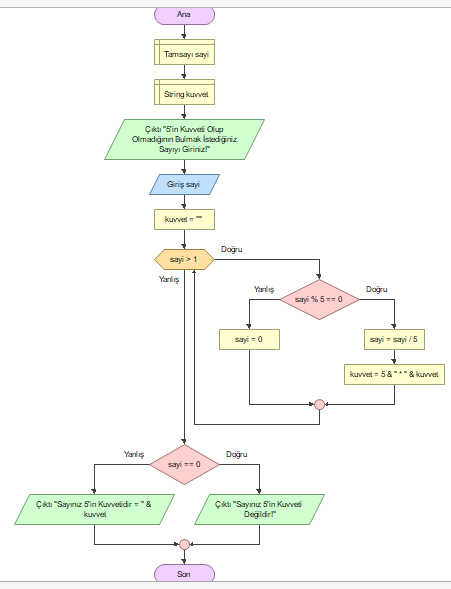 Ana
Tamsayı sayi
String kuvvet
Çıktı "5'in Kuvveti Olup
Olmadığının Bulmak İstediğiniz
Sayıyı Giriniz!"
Giriş sayi
kuvvet = ""
sayi > 1
Doğru
Yanlış
sayi % 5 == 0
Yanlış
Doğru
sayi = 0
sayi = sayi / 5
kuvvet = 5 & " * " & kuvvet
sayi == 0
Yanlış
Doğru
Çıktı "Sayınız 5'in Kuvvetidir = " &
kuvvet
Çıktı "Sayınız 5'in Kuvveti
Değildir!"
Son